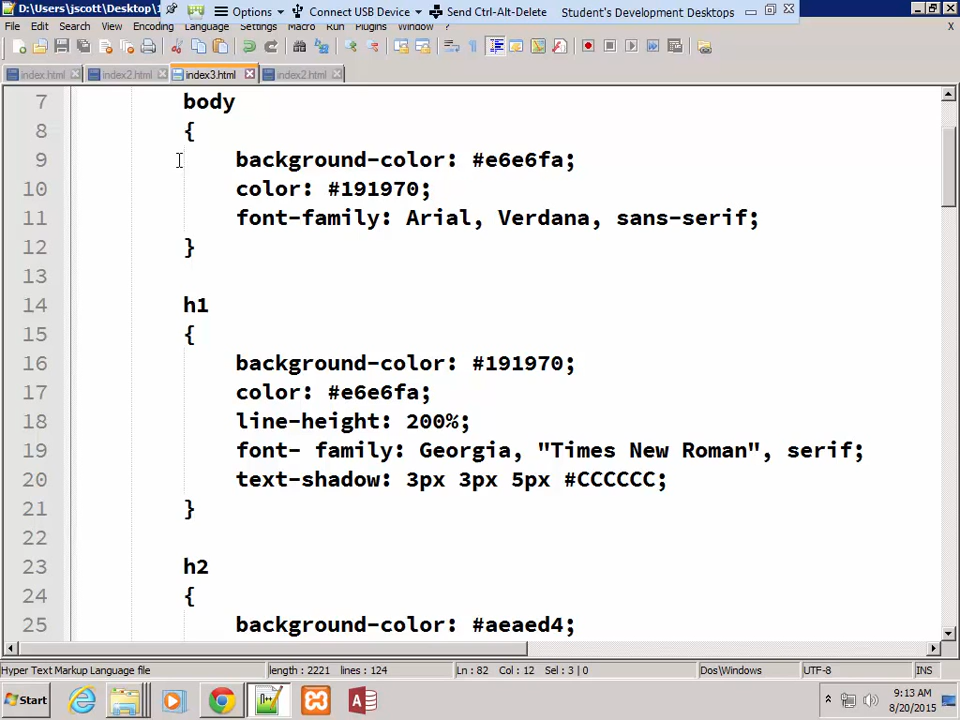 D:\Users\jscott\Desktop\1
Options
Connect USB Device
Send Ctrl-Alt-Delete
Student's Development Desktops
File Edit Search View Encoding Language Settings Macro Run Plugins Window ? X
index.html
index2.html
index3.html
index2.html
7 body
8 {
9 background-color: #e6e6fa;
10 color: #191970;
11 font-family: Arial, Verdana, sans-serif;
12 }
13
14 h1
15 {
16 background-color: #191970;
17 color: #e6e6fa;
18 line-height: 200%;
19 font- family: Georgia, "Times New Roman", serif;
20 text-shadow: 3px 3px 5px #CCCCCC;
21 }
22
23 h2
24 {
25 background-color: #aeaed4;
Hyper Text Markup Language file length : 2221 lines : 124 Ln : 82 Col : 12 Sel : 3 | 0 Dos\Windows UTF-8 INS
Start
9:13 AM
8/20/2015